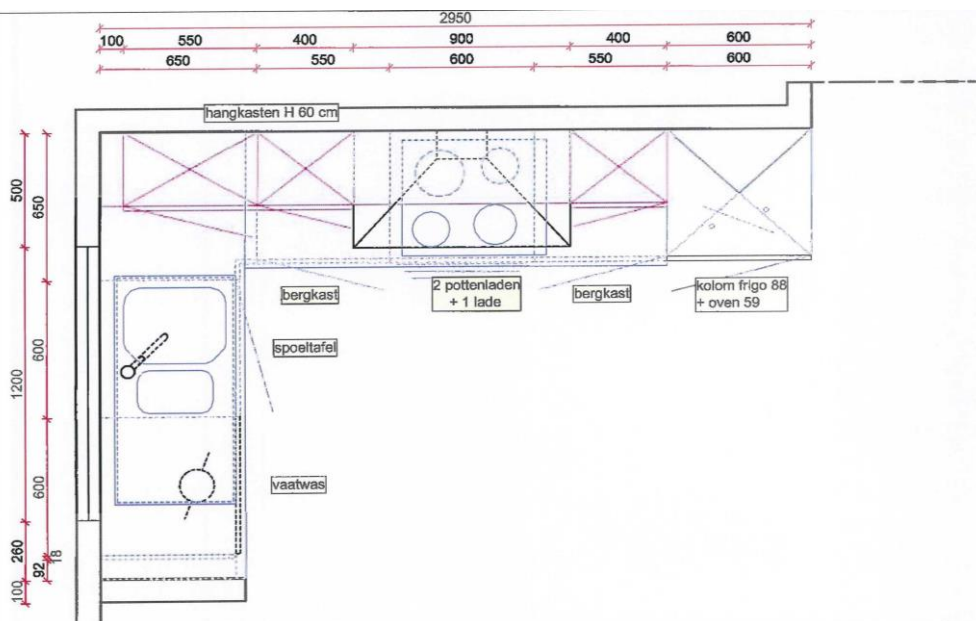 2950
100 550 400 900 400 600
650 550 600 550 600
hangkasten H 60 cm
500
650
bergkast
2 pottenladen
+ 1 lade
bergkast
kolom frigo 88
+ oven 59
600
spoeltafel
1200
600
vaatwas
260
92
18
100